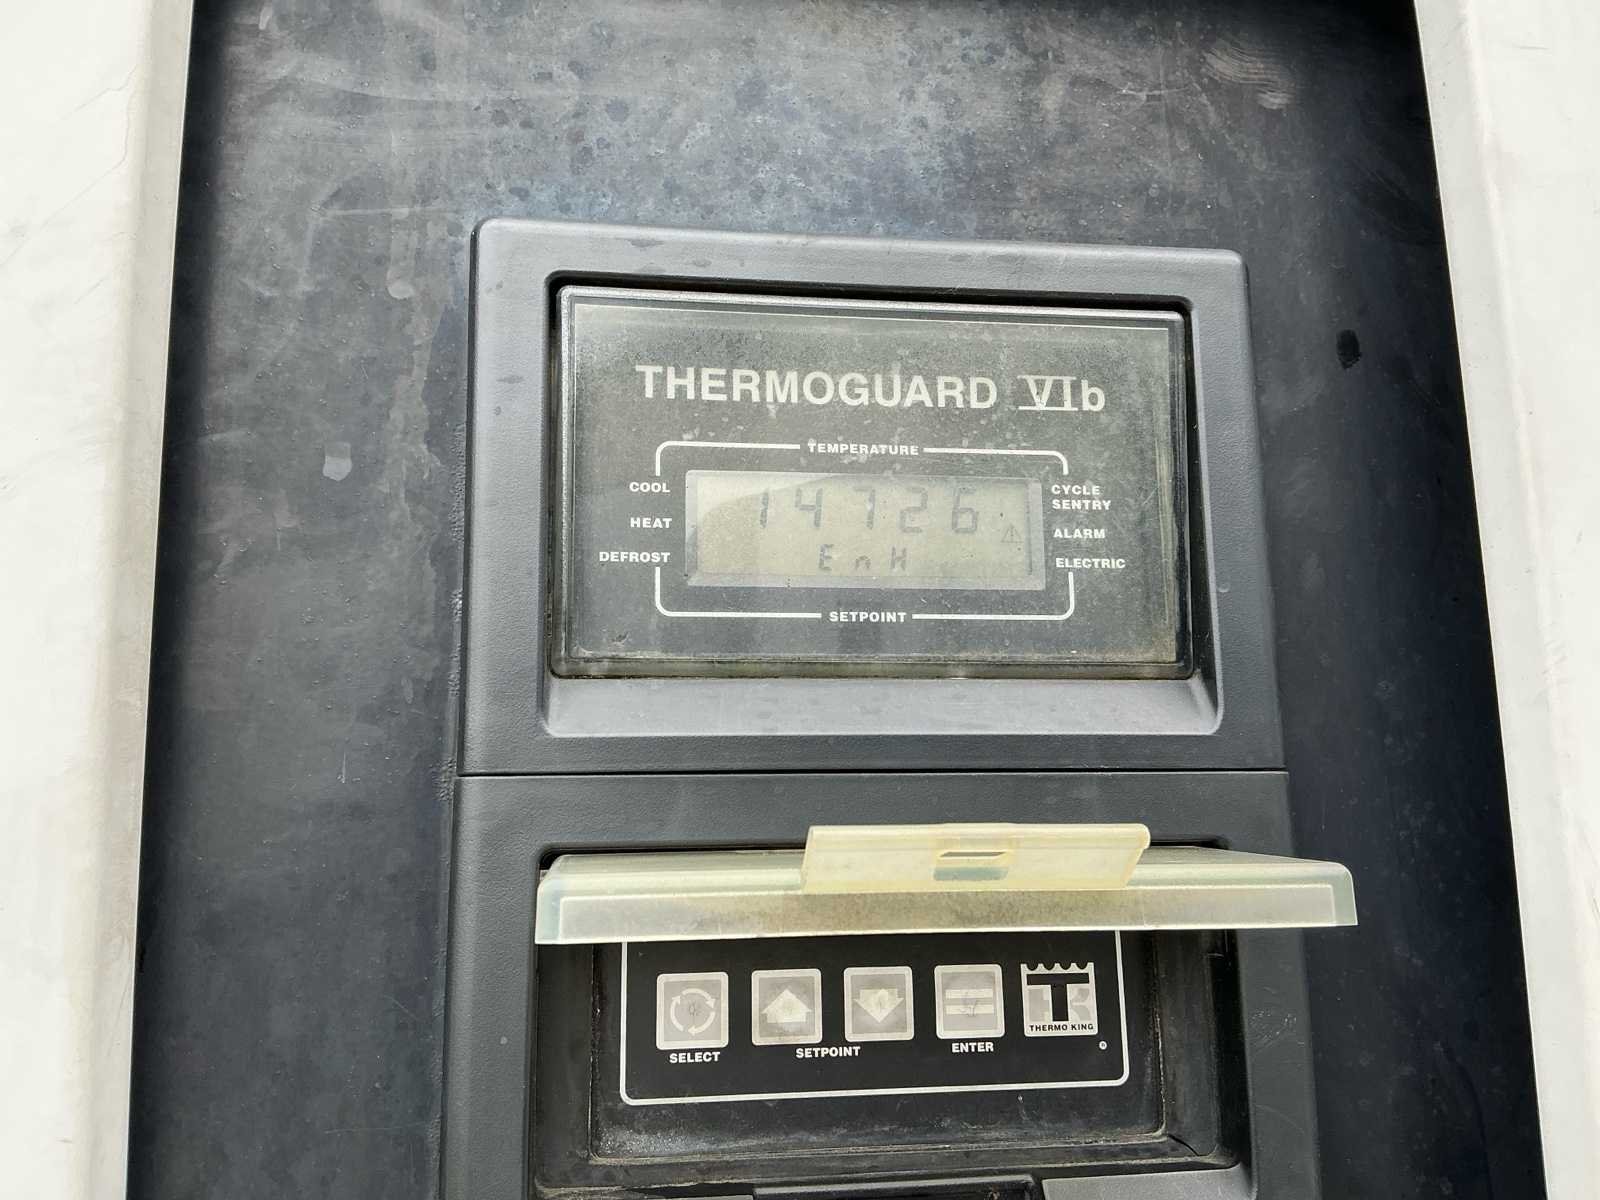 THERMOGUARD VIb
TEMPERATURE
COOL
HEAT
DEFROST
14726
EnH
CYCLE
SENTRY
ALARM
ELECTRIC
SETPOINT
SELECT
SETPOINT
ENTER
THERMO KING
®